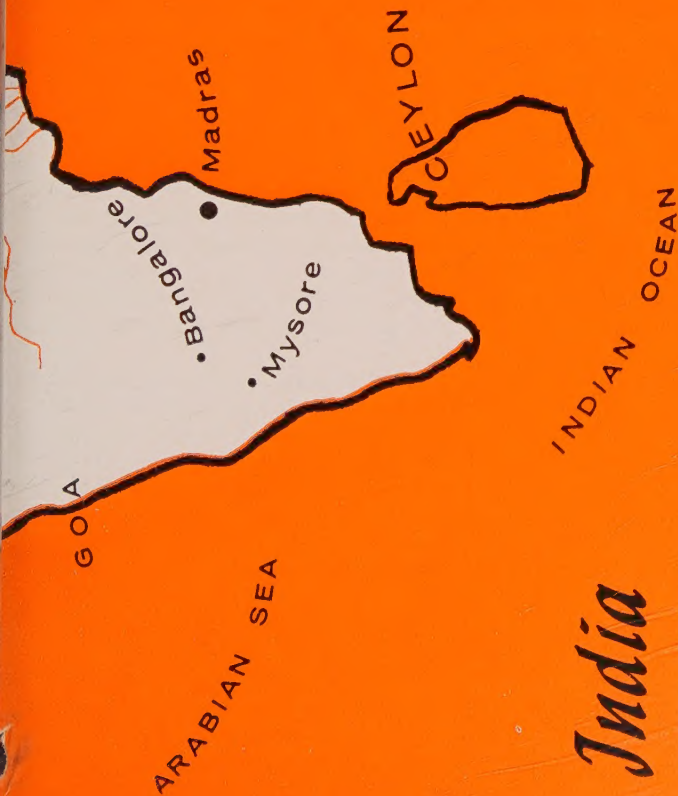 Madras
CEYLON
Bangalore
Mysore
GOA
INDIAN OCEAN
ARABIAN SEA
India